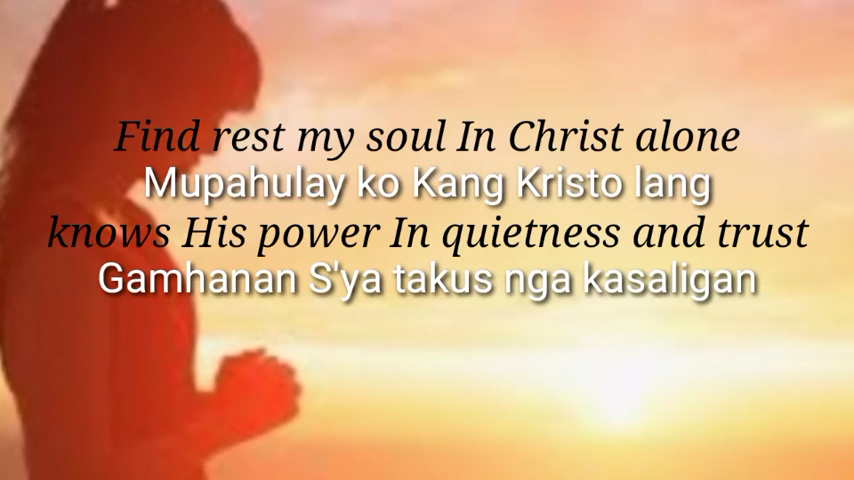 Find rest my soul In Christ alone
Mupahulay ko Kang Kristo lang
knows His power In quietness and trust
Gamhanan S'ya takus nga kasaligan